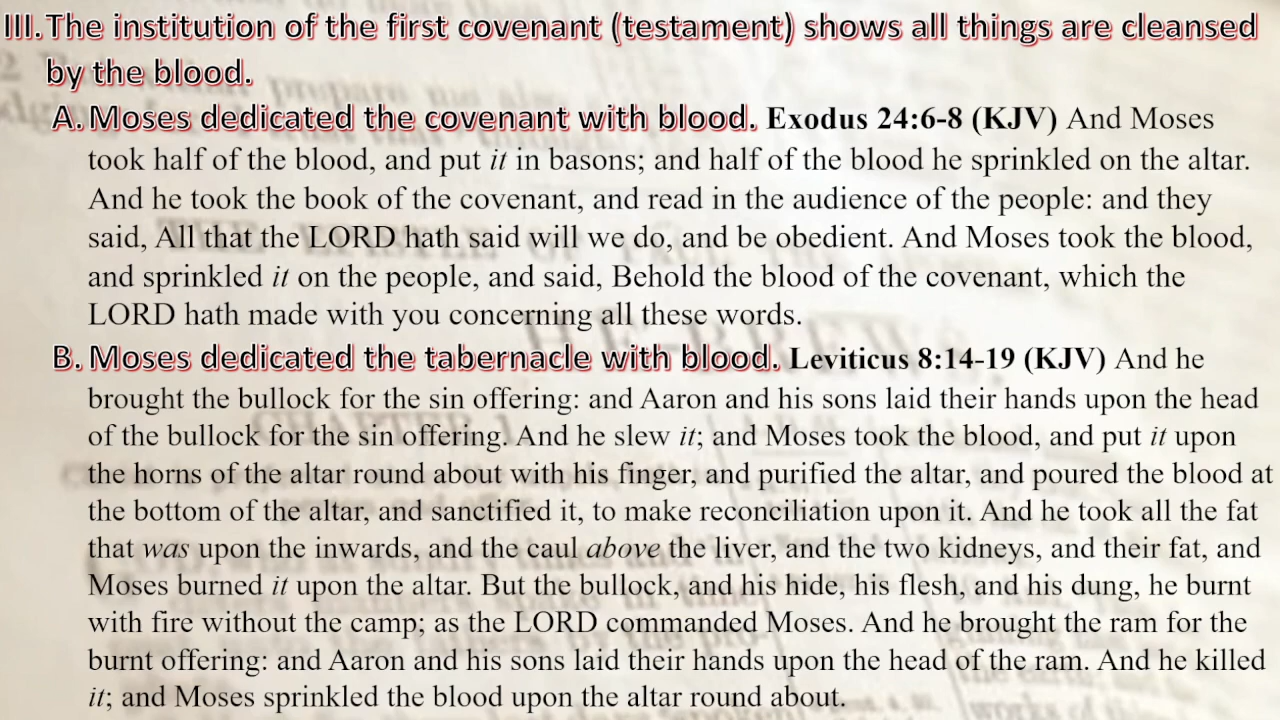 III. The institution of the first covenant (testament) shows all things are cleansed
by the blood.
A. Moses dedicated the covenant with blood. Exodus 24:6-8 (KJV) And Moses
took half of the blood, and put it in basons; and half of the blood he sprinkled on the altar.
And he took the book of the covenant, and read in the audience of the people: and they
said, All that the LORD hath said will we do, and be obedient. And Moses took the blood,
and sprinkled it on the people, and said, Behold the blood of the covenant, which the
LORD hath made with you concerning all these words.
B. Moses dedicated the tabernacle with blood. Leviticus 8:14-19 (KJV) And he
brought the bullock for the sin offering: and Aaron and his sons laid their hands upon the head
of the bullock for the sin offering. And he slew it; and Moses took the blood, and put it upon
the horns of the altar round about with his finger, and purified the altar, and poured the blood at
the bottom of the altar, and sanctified it, to make reconciliation upon it. And he took all the fat
that was upon the inwards, and the caul above the liver, and the two kidneys, and their fat, and
Moses burned it upon the altar. But the bullock, and his hide, his flesh, and his dung, he burnt
with fire without the camp; as the LORD commanded Moses. And he brought the ram for the
burnt offering: and Aaron and his sons laid their hands upon the head of the ram. And he killed
it; and Moses sprinkled the blood upon the altar round about.